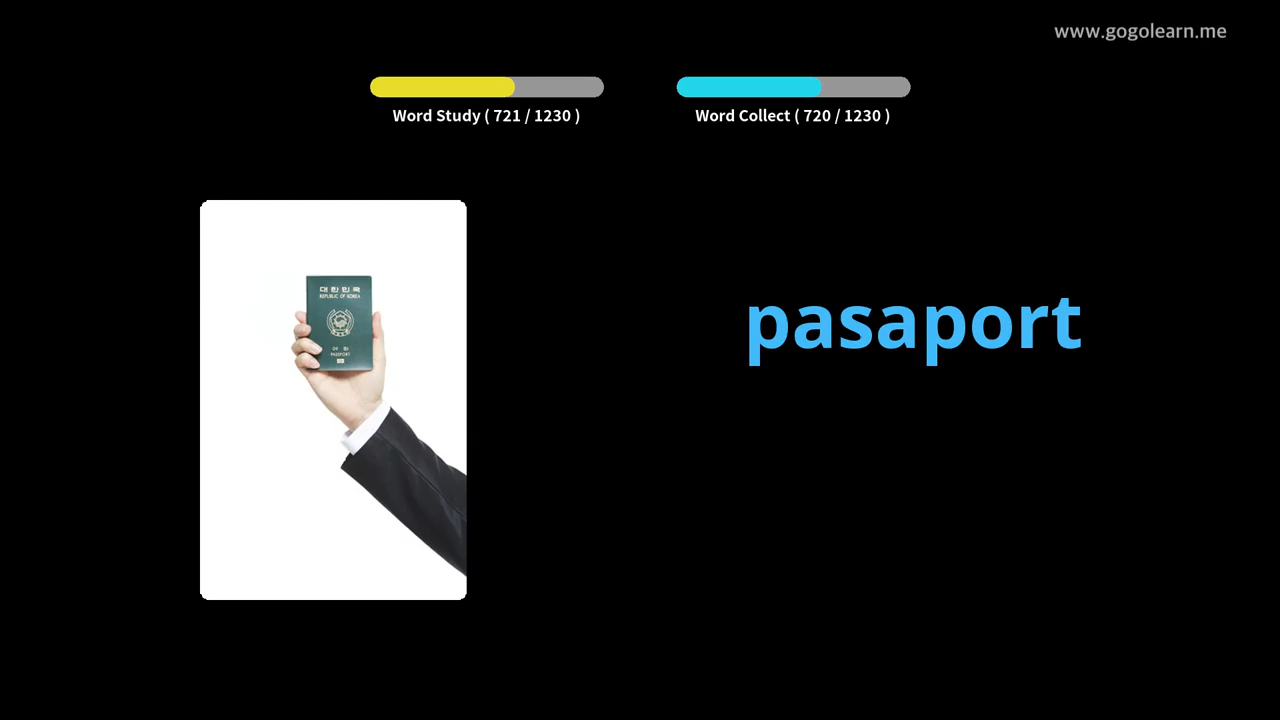 www.gogolearn.me
Word Study ( 721 / 1230 )
Word Collect ( 720 / 1230 )
대한민국
REPUBLIC OF KOREA
여 권
PASSPORT
pasaport